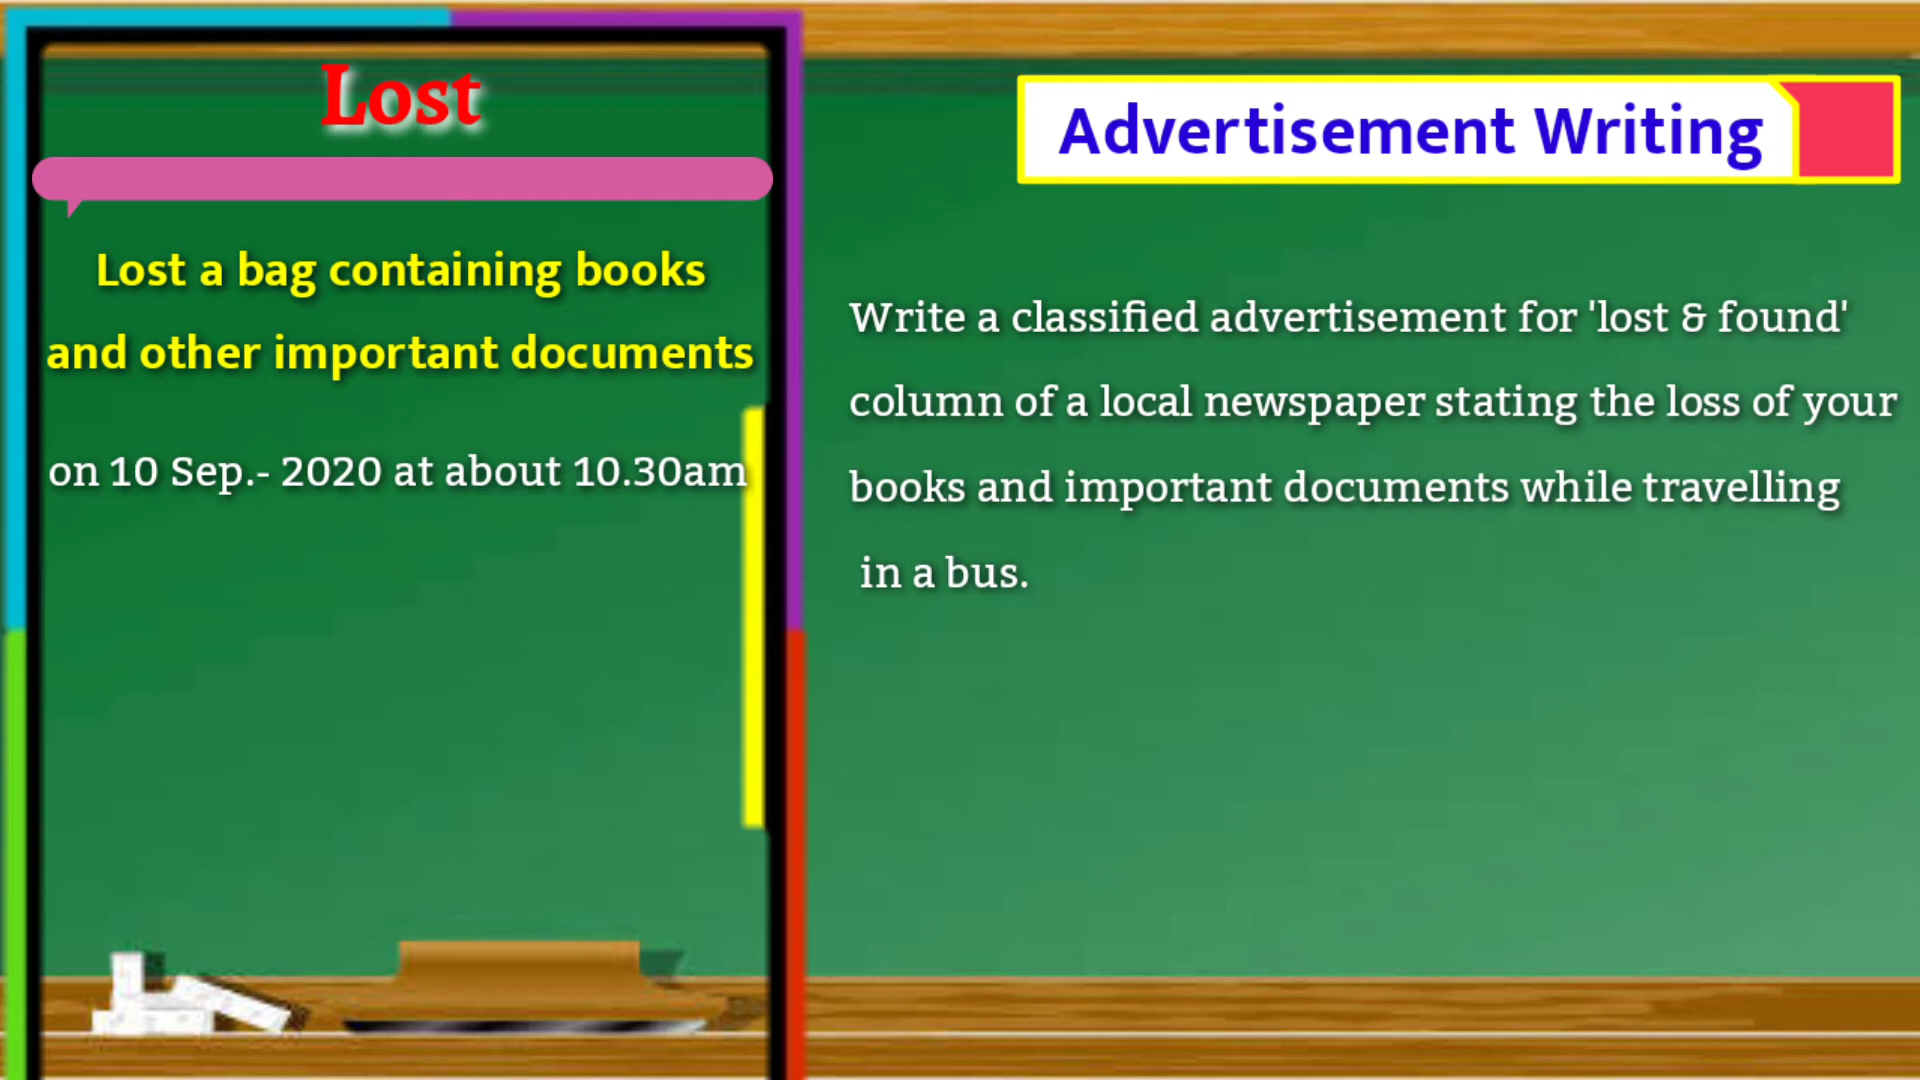 Lost
Lost a bag containing books
and other important documents
on 10 Sep.- 2020 at about 10.30am
Advertisement Writing
Write a classified advertisement for 'lost & found'
column of a local newspaper stating the loss of your
books and important documents while travelling
in a bus.